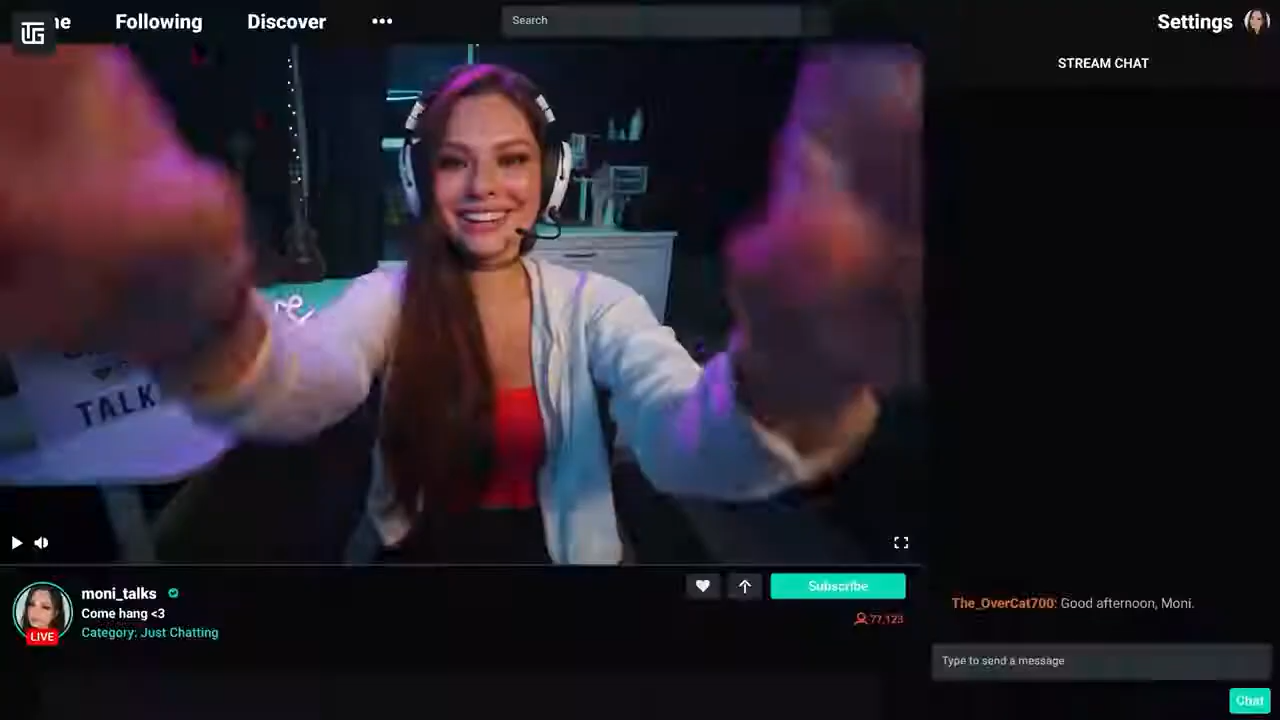 TG
Following
Discover
•••
Search
Settings
STREAM CHAT
TALK
moni_talks
Come hang <3
LIVE
Category: Just Chatting
Subscribe
77,123
The_OverCat700: Good afternoon, Moni.
Type to send a message
Chat